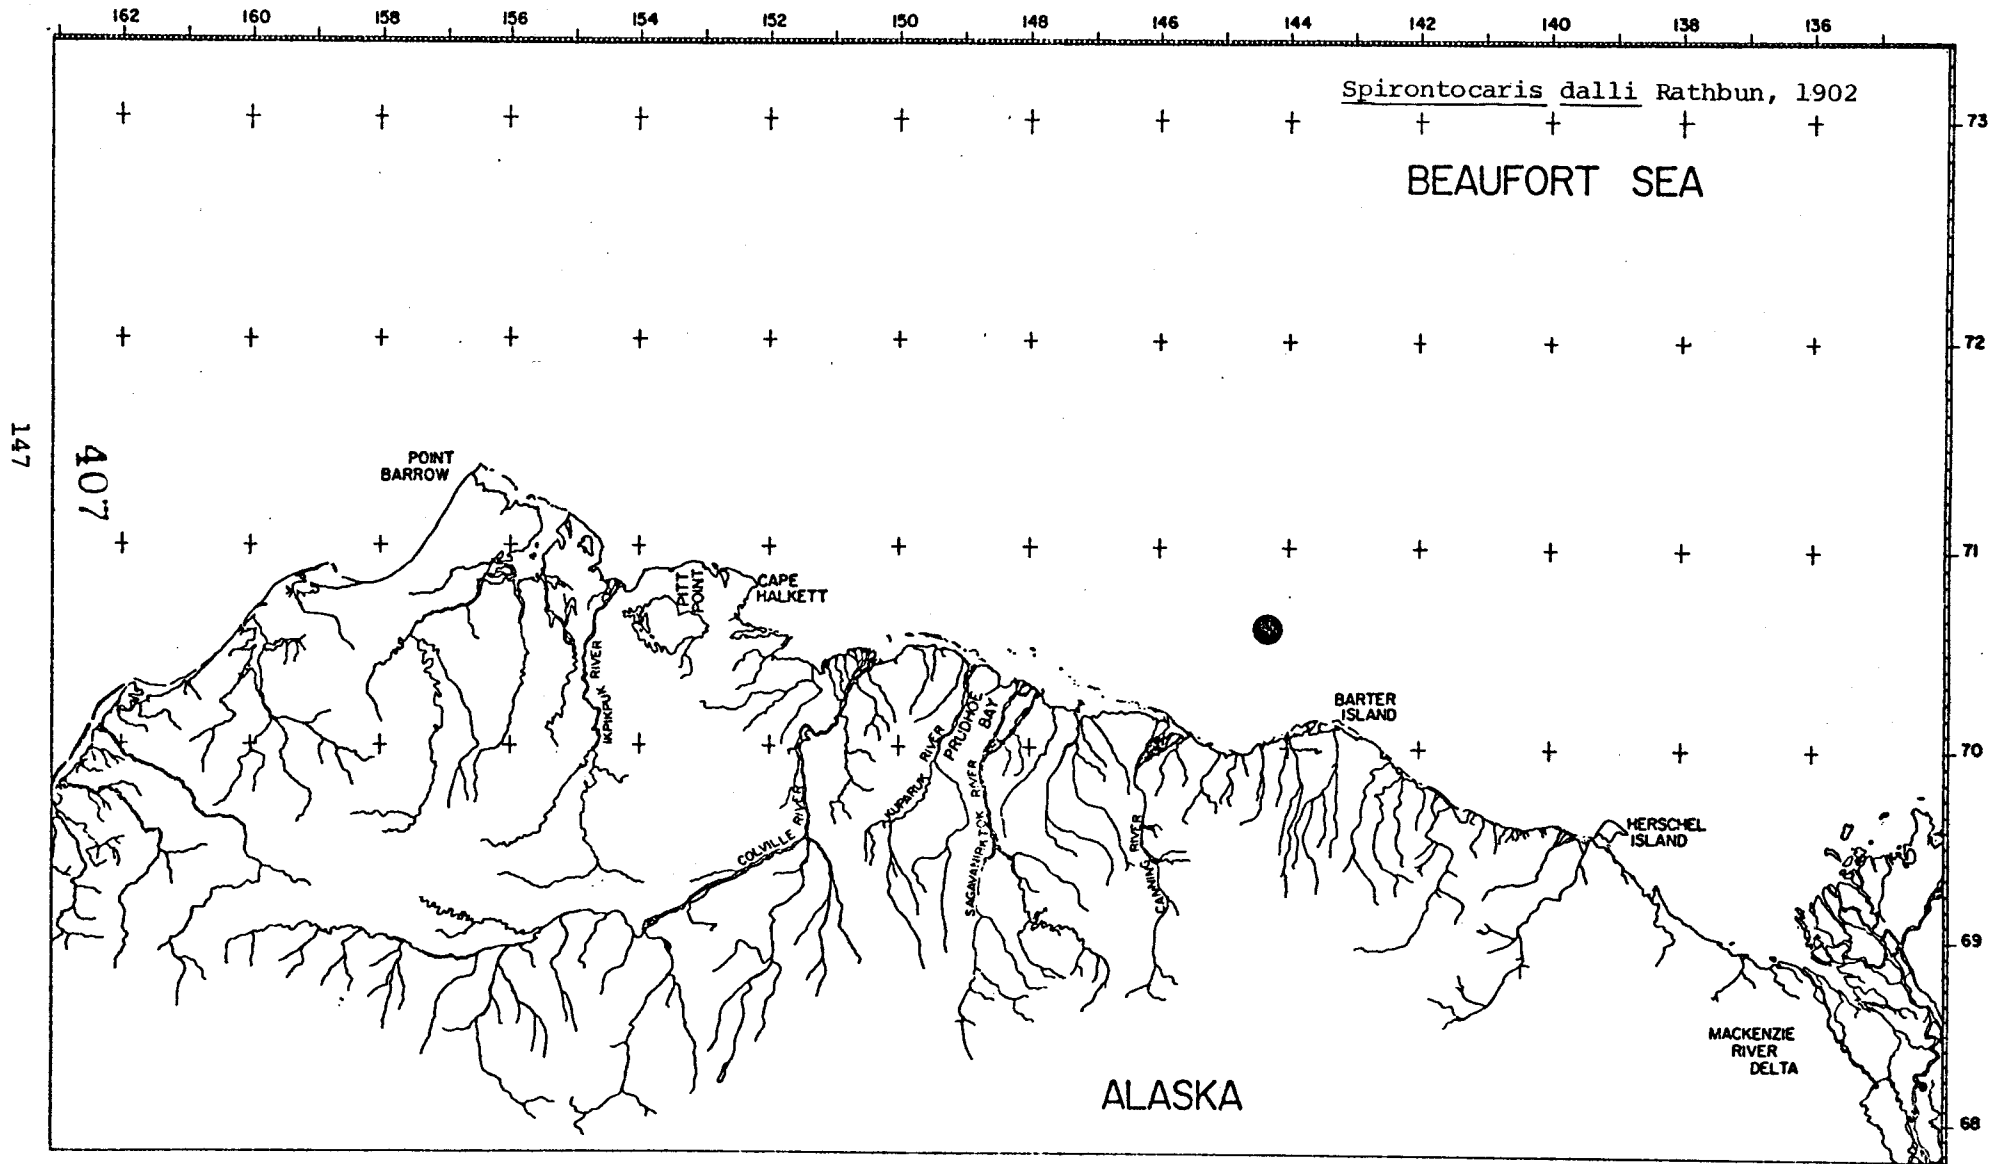 162 160 158 156 154 152 150 148 146 144 142 140 138 136
Spirontocaris dalli Rathbun, 1902
73
BEAUFORT SEA
72
147
407
POINT
BARROW
71
PITT
POINT
CAPE
HALKETT
IKPIKPUK RIVER
BARTER
ISLAND
PRUDHOE
BAY
70
KUPARUK RIVER
COLVILLE RIVER
SAGAVANIRKTOK RIVER
CANNING RIVER
HERSCHEL
ISLAND
69
MACKENZIE
RIVER
DELTA
ALASKA
68